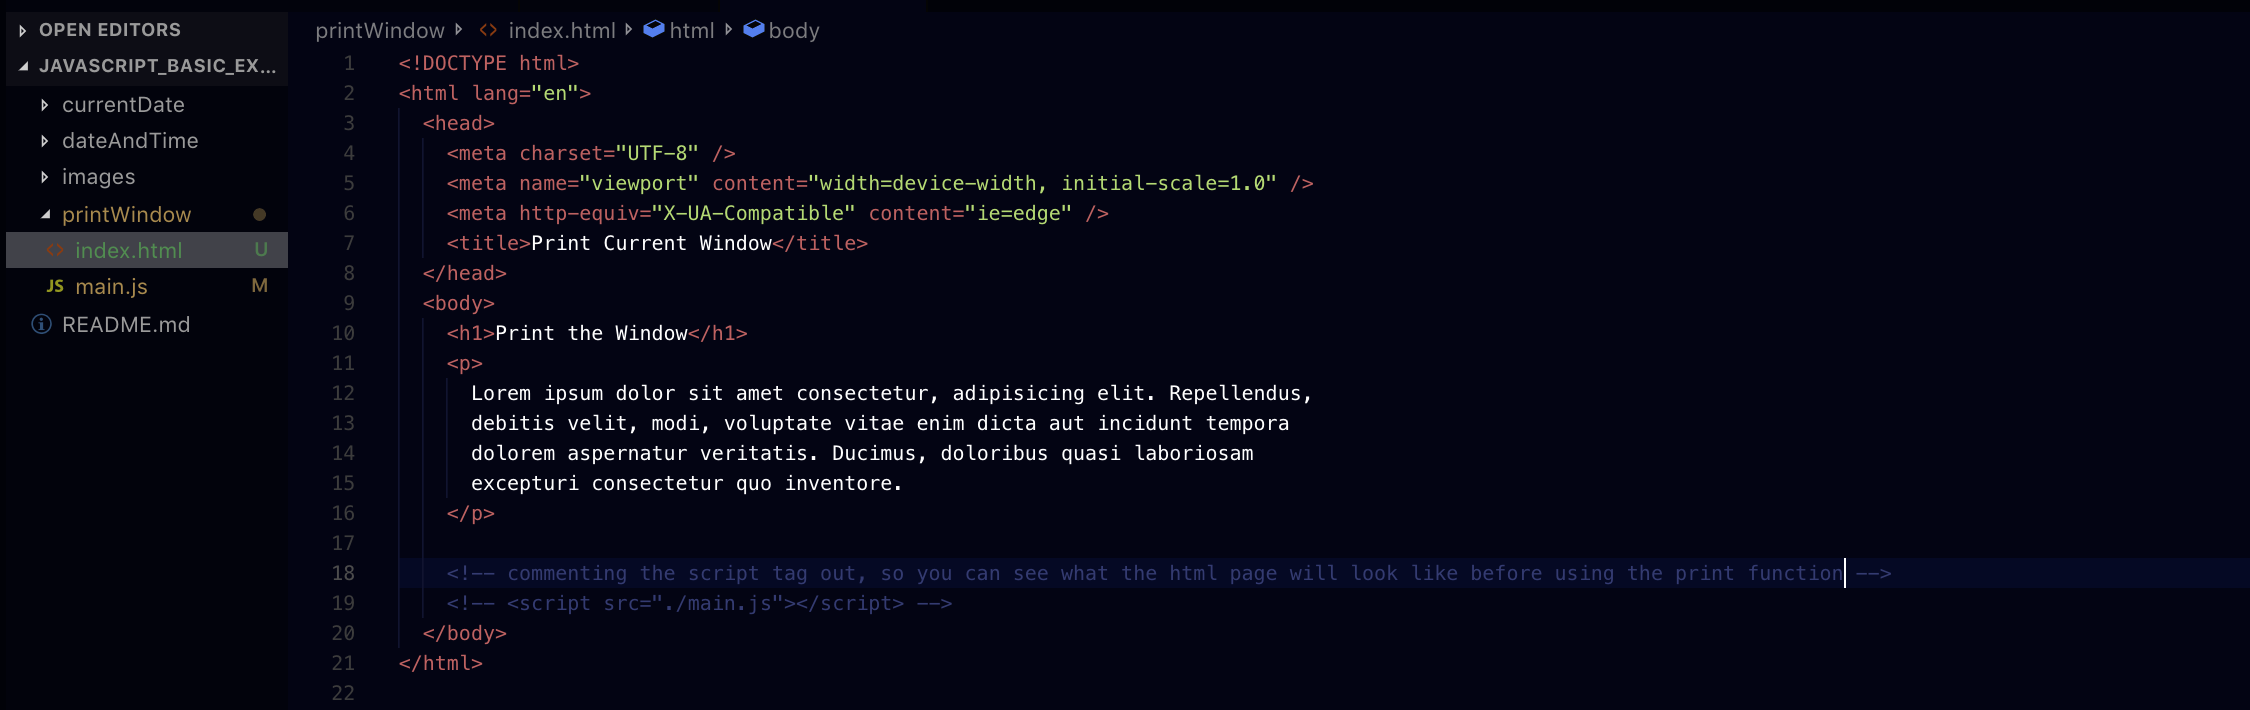 OPEN EDITORS
JAVASCRIPT_BASIC_EX...
currentDate
dateAndTime
images
printWindow
<> index.html U
JS main.js M
README.md
printWindow <> index.html html body
1 <!DOCTYPE html>
2 <html lang="en">
3 <head>
4 <meta charset="UTF-8" />
5 <meta name="viewport" content="width=device-width, initial-scale=1.0" />
6 <meta http-equiv="X-UA-Compatible" content="ie=edge" />
7 <title>Print Current Window</title>
8 </head>
9 <body>
10 <h1>Print the Window</h1>
11 <p>
12 Lorem ipsum dolor sit amet consectetur, adipisicing elit. Repellendus,
13 debitis velit, modi, voluptate vitae enim dicta aut incidunt tempora
14 dolorem aspernatur veritatis. Ducimus, doloribus quasi laboriosam
15 excepturi consectetur quo inventore.
16 </p>
17
18 <!-- commenting the script tag out, so you can see what the html page will look like before using the print function -->
19 <!-- <script src="./main.js"></script> -->
20 </body>
21 </html>
22